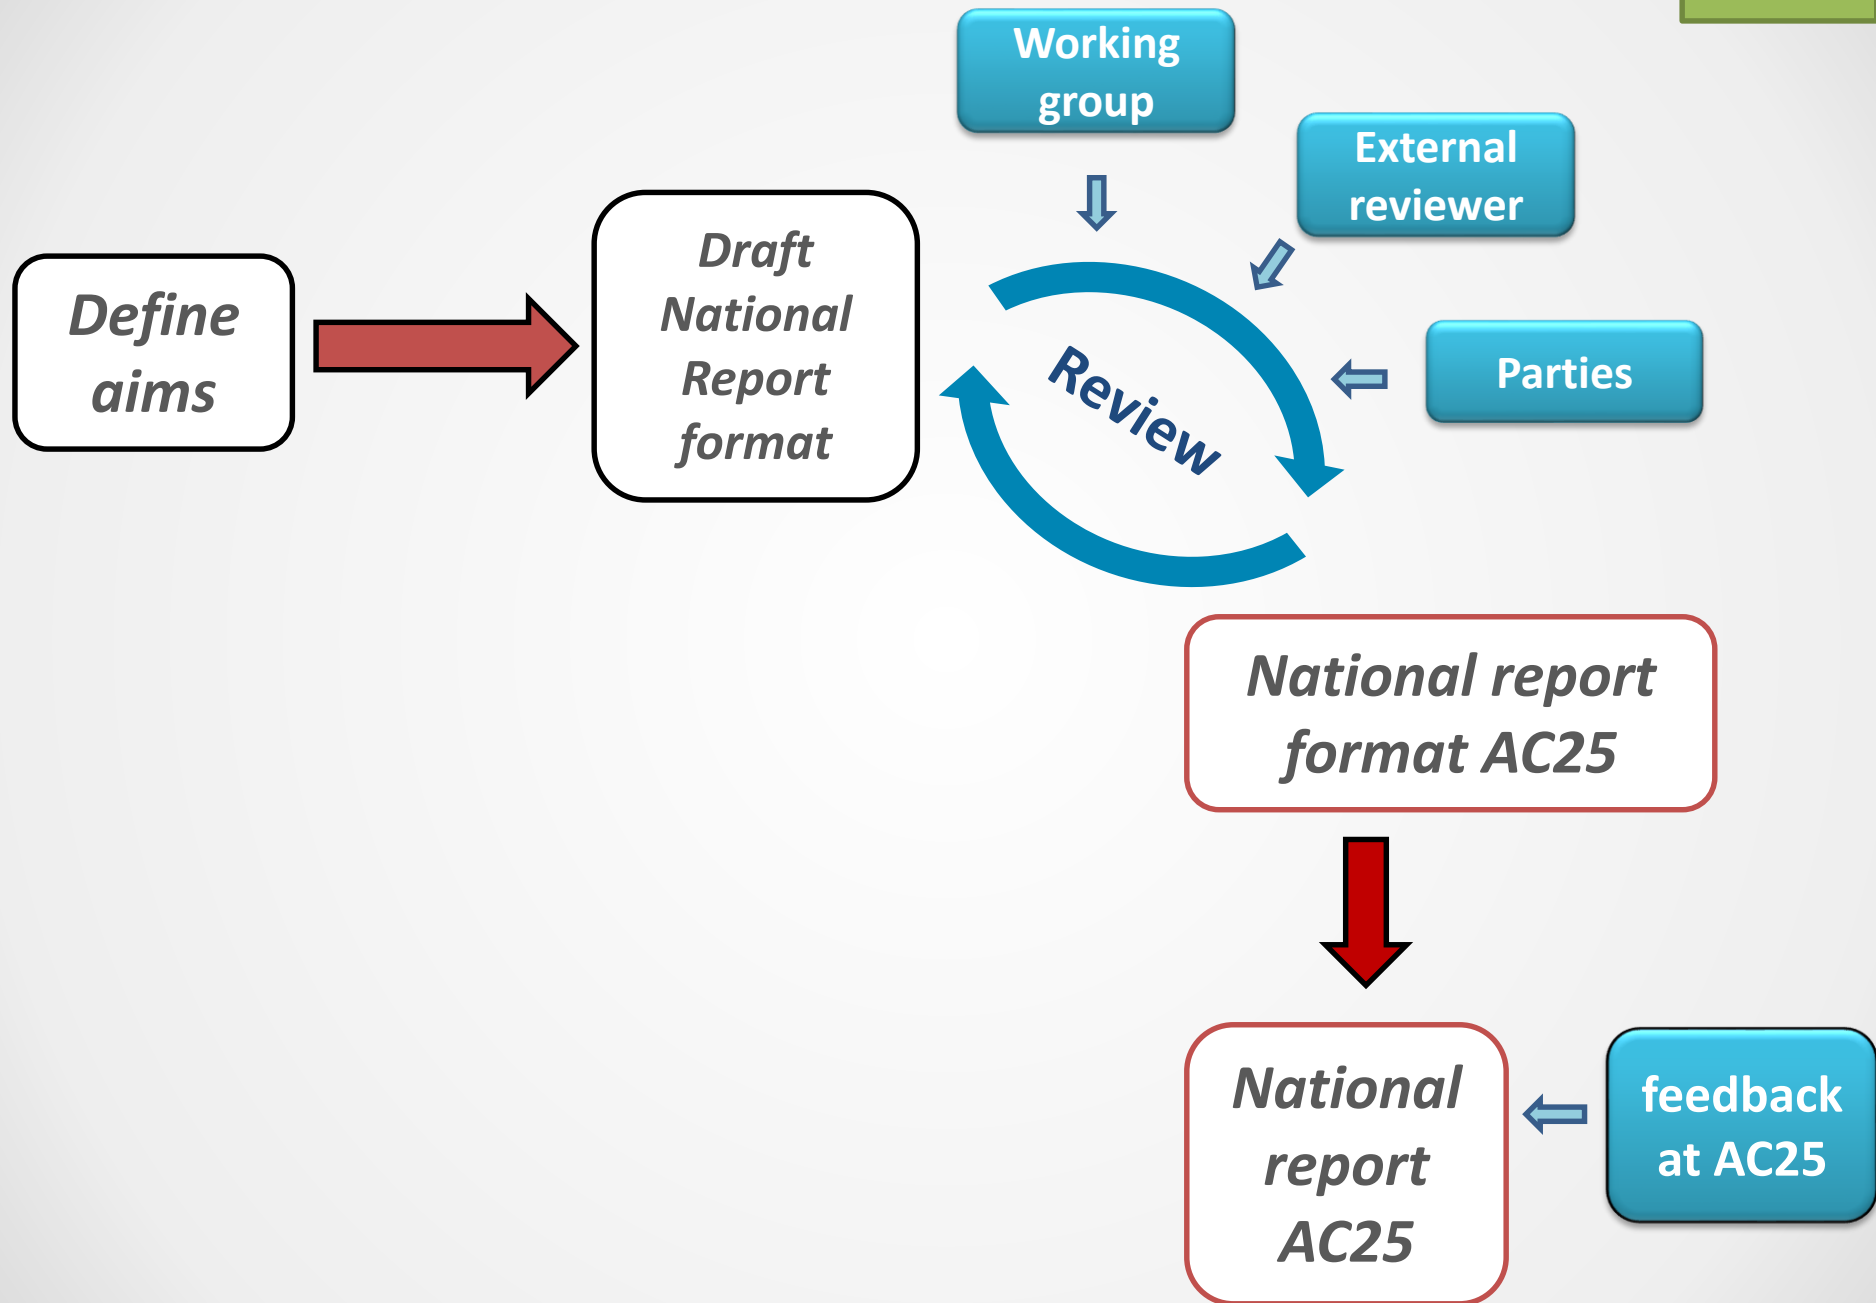 Working
group
External
reviewer
Define
aims
Draft
National
Report
format
Review
Parties
National report
format AC25
National
report
AC25
feedback
at AC25